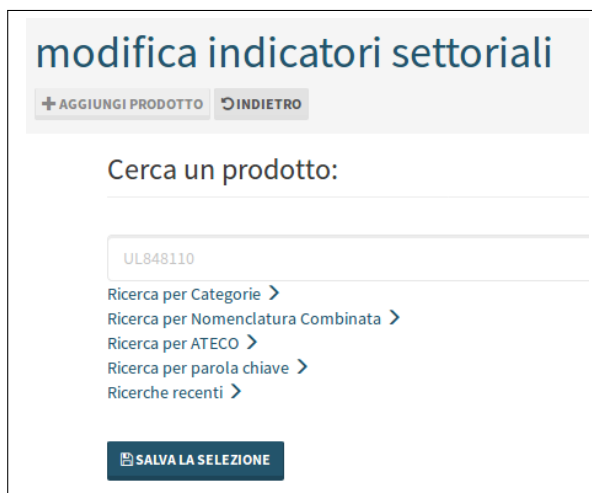 modifica indicatori settoriali
AGGIUNGI PRODOTTO INDIETRO
Cerca un prodotto:
UL848110
Ricerca per Categorie
Ricerca per Nomenclatura Combinata
Ricerca per ATECO
Ricerca per parola chiave
Ricerche recenti
SALVA LA SELEZIONE